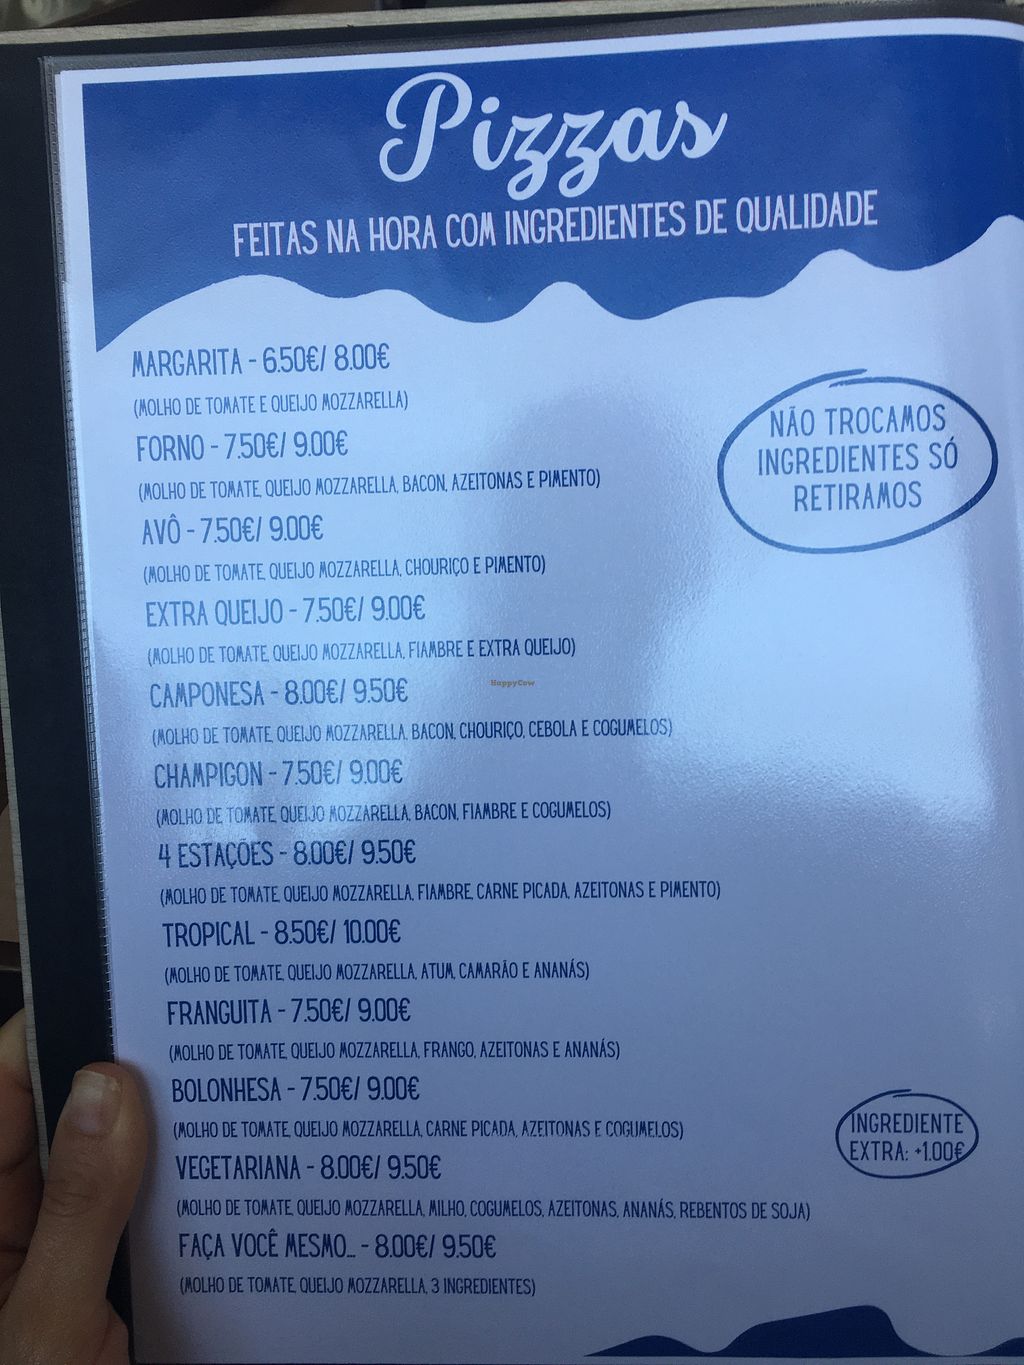 Pizzas
FEITAS NA HORA COM INGREDIENTES DE QUALIDADE
MARGARITA - 6.50€/ 8.00€
(MOLHO DE TOMATE E QUEIJO MOZZARELLA)
FORNO - 7.50€/ 9.00€
(MOLHO DE TOMATE, QUEIJO MOZZARELLA, BACON, AZEITONAS E PIMENTO)
AVÔ - 7.50€/ 9.00€
(MOLHO DE TOMATE, QUEIJO MOZZARELLA, CHOURIÇO E PIMENTO)
EXTRA QUEIJO - 7.50€/ 9.00€
(MOLHO DE TOMATE, QUEIJO MOZZARELLA, FIAMBRE E EXTRA QUEIJO)
CAMPONESA - 8.00€/ 9.50€
(MOLHO DE TOMATE, QUEIJO MOZZARELLA, BACON, CHOURIÇO, CEBOLA E COGUMELOS)
CHAMPIGON - 7.50€/ 9.00€
(MOLHO DE TOMATE, QUEIJO MOZZARELLA, BACON, FIAMBRE E COGUMELOS)
4 ESTAÇÕES - 8.00€/ 9.50€
(MOLHO DE TOMATE, QUEIJO MOZZARELLA, FIAMBRE, CARNE PICADA, AZEITONAS E PIMENTO)
TROPICAL - 8.50€/ 10.00€
(MOLHO DE TOMATE, QUEIJO MOZZARELLA, ATUM, CAMARÃO E ANANÁS)
FRANGUITA - 7.50€/ 9.00€
(MOLHO DE TOMATE, QUEIJO MOZZARELLA, FRANGO, AZEITONAS E ANANÁS)
BOLONHESA - 7.50€/ 9.00€
(MOLHO DE TOMATE, QUEIJO MOZZARELLA, CARNE PICADA, AZEITONAS E COGUMELOS)
VEGETARIANA - 8.00€/ 9.50€
(MOLHO DE TOMATE, QUEIJO MOZZARELLA, MILHO, COGUMELOS, AZEITONAS, ANANÁS, REBENTOS DE SOJA)
FAÇA VOCÊ MESMO... - 8.00€/ 9.50€
(MOLHO DE TOMATE, QUEIJO MOZZARELLA, 3 INGREDIENTES)
NÃO TROCAMOS
INGREDIENTES SÓ
RETIRAMOS
INGREDIENTE
EXTRA: +1.00€
HappyCow